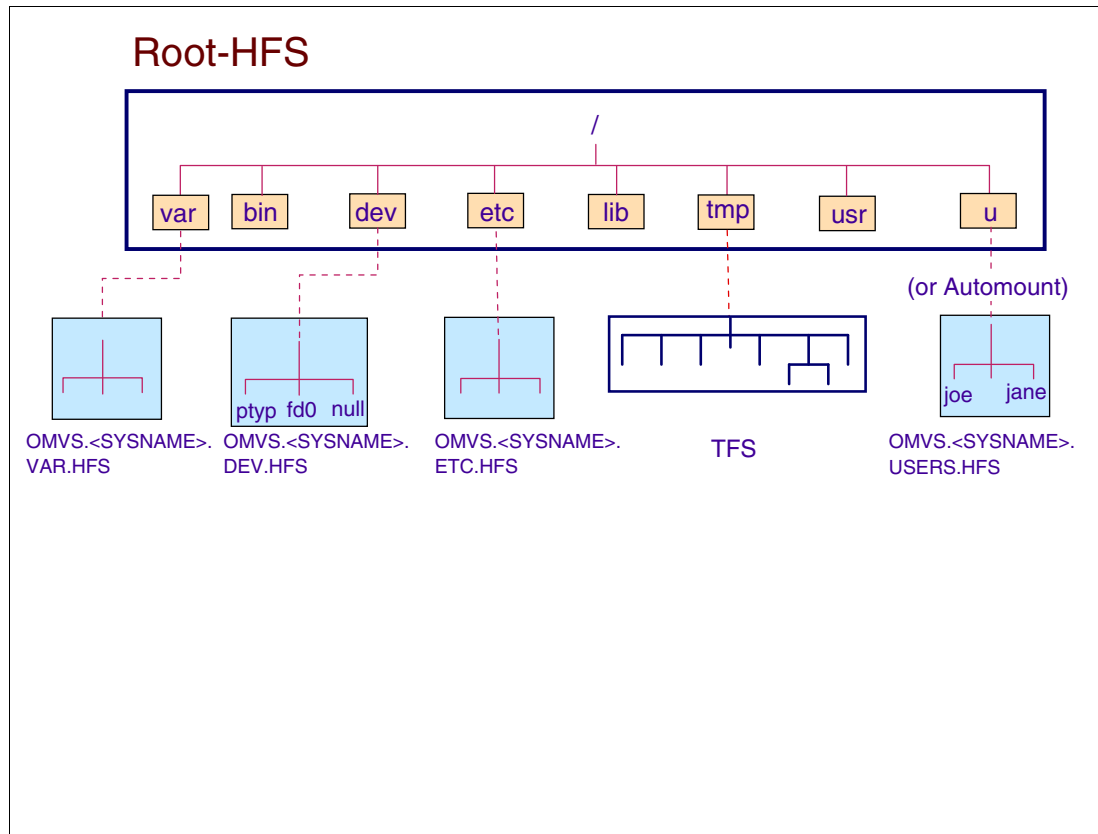 Root-HFS
/
var bin dev etc lib tmp usr u
(or Automount)
ptyp fd0 null
joe jane
OMVS.<SYSNAME>.
VAR.HFS
OMVS.<SYSNAME>.
DEV.HFS
OMVS.<SYSNAME>.
ETC.HFS
TFS
OMVS.<SYSNAME>.
USERS.HFS